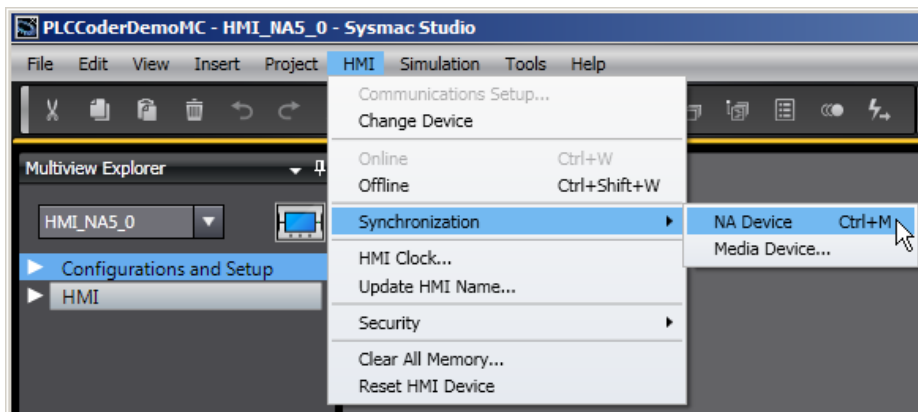 PLCCoderDemoMC - HMI_NA5_0 - Sysmac Studio
File Edit View Insert Project HMI Simulation Tools Help
Communications Setup...
Change Device
Multiview Explorer
Online Ctrl+W
Offline Ctrl+Shift+W
HMI_NA5_0
Synchronization
NA Device Ctrl+M
Media Device...
Configurations and Setup
HMI
HMI Clock...
Update HMI Name...
Security
Clear All Memory...
Reset HMI Device